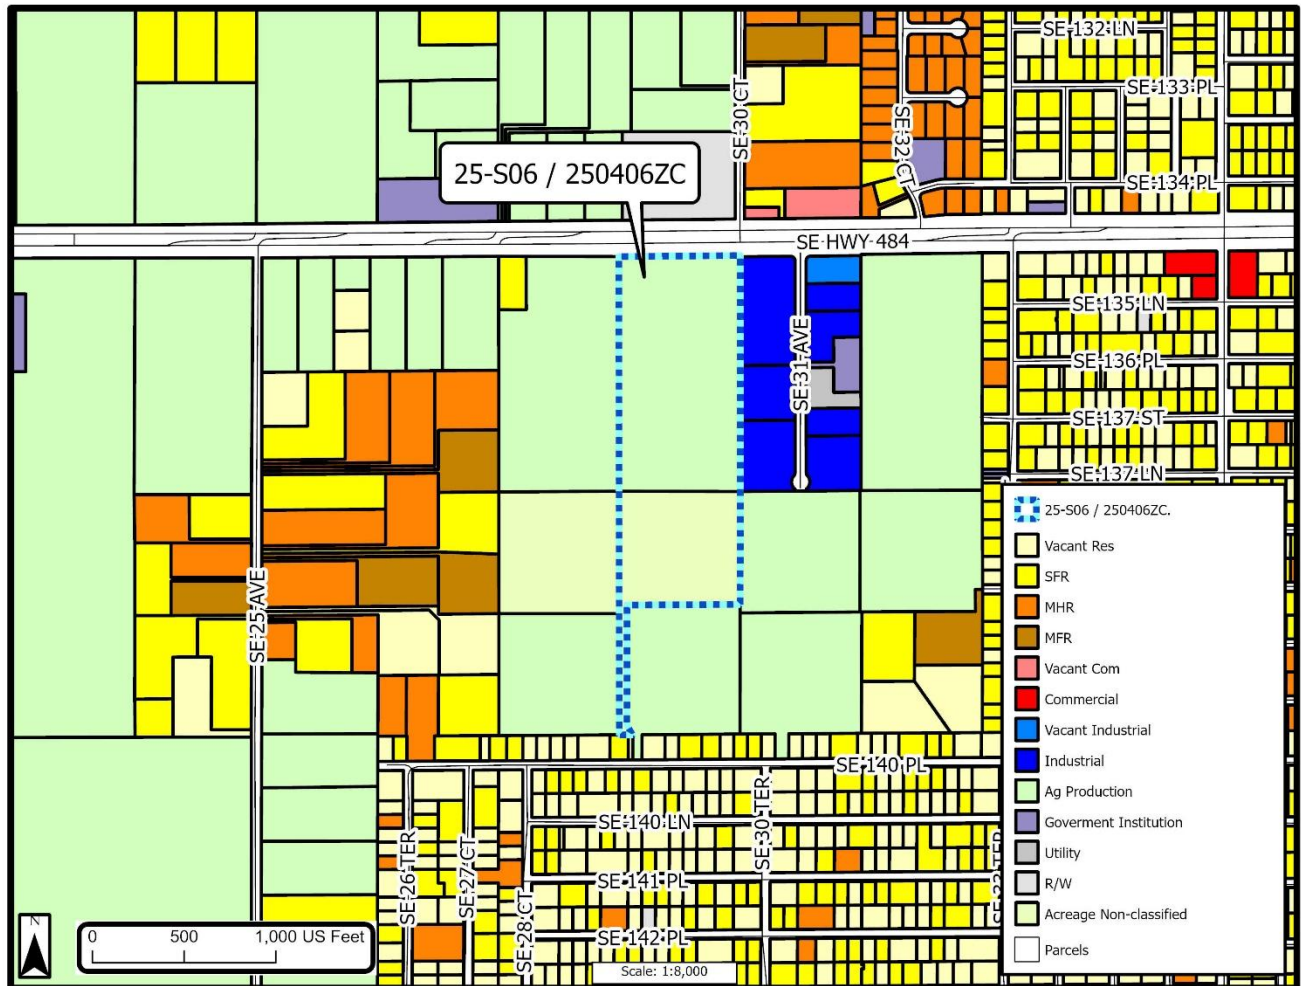 SE 132 LN
SE 133 PL
SE 30 CT
SE 32 CT
25-S06 / 250406ZC
SE 134 PL
SE HWY 484
SE 135 LN
SE 31 AVE
SE 136 PL
SE 137 ST
SE 137 LN
25-S06 / 250406ZC.
Vacant Res
SFR
MHR
MFR
Vacant Com
Commercial
Vacant Industrial
Industrial
Ag Production
Goverment Institution
Utility
R/W
Acreage Non-classified
Parcels
SE 25 AVE
SE 140 PL
SE 30 TER
SE 140 LN
SE 26 TER
SE 27 CT
SE 141 PL
SE 28 CT
SE 142 PL
N
0 500 1,000 US Feet
Scale: 1:8,000